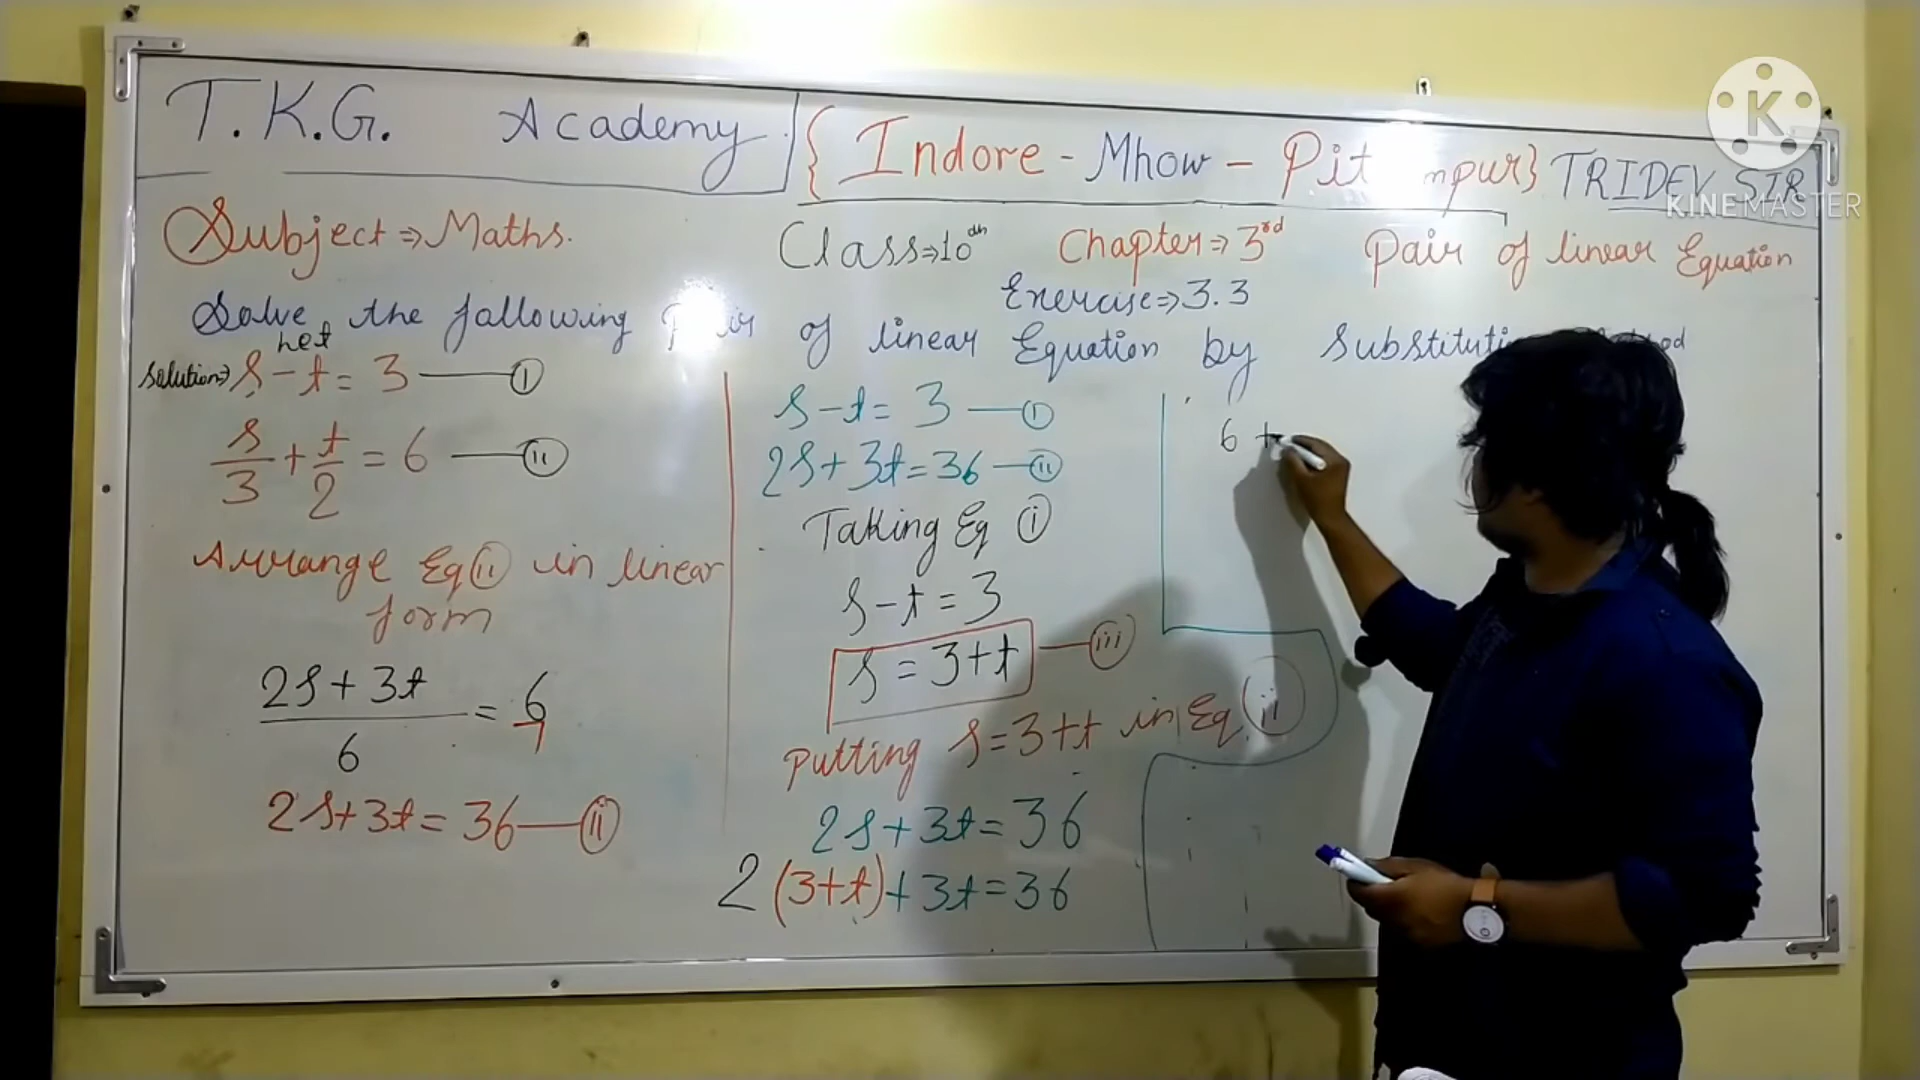 T.K.G. Academy {Indore - Mhow - Pit mpur} TRIDEV SIR
KINEMASTER
Subject ⇒ Maths. Class ⇒ 10th Chapter ⇒ 3rd Pair of linear Equation
Exercise ⇒ 3.3
Solve the fallowing of linear Equation by
Solution ⇒ let
s - t = 3 — (i)
s/3 + t/2 = 6 — (ii)
Arrange Eq (ii) in linear
form
(2s + 3t)/6 = 6/1
2s + 3t = 36 — (ii)
s - t = 3 — (i)
2s + 3t = 36 — (ii)
Taking Eq (i)
s - t = 3
s = 3 + t — (iii)
Putting s = 3 + t in Eq. (ii)
2s + 3t = 36
2(3 + t) + 3t = 36
6 +